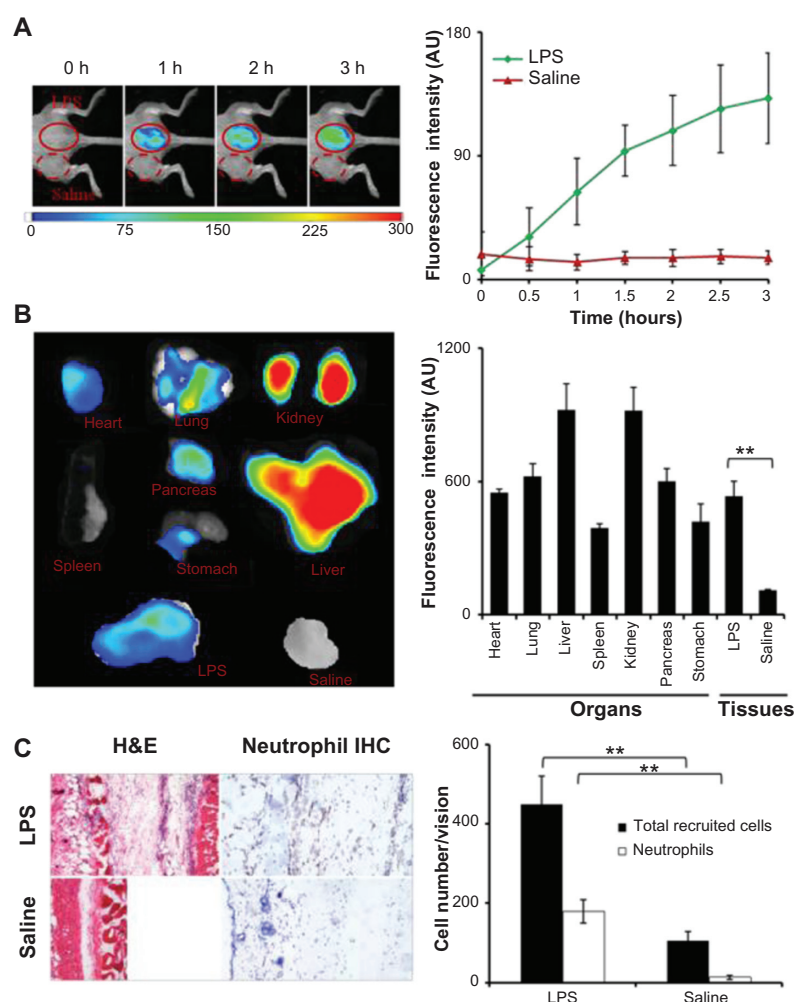 A
0 h 1 h 2 h 3 h
LPS
Saline
0 75 150 225 300
Fluorescence intensity (AU)
180
90
0
LPS
Saline
0 0.5 1 1.5 2 2.5 3
Time (hours)
B
Heart Lung Kidney
Pancreas
Spleen Stomach Liver
LPS Saline
Fluorescence intensity (AU)
1200
600
0
**
Heart Lung Liver Spleen Kidney Pancreas Stomach LPS Saline
Organs Tissues
C
H&E Neutrophil IHC
LPS
Saline
Cell number/vision
600
400
200
0
**
**
Total recruited cells
Neutrophils
LPS Saline